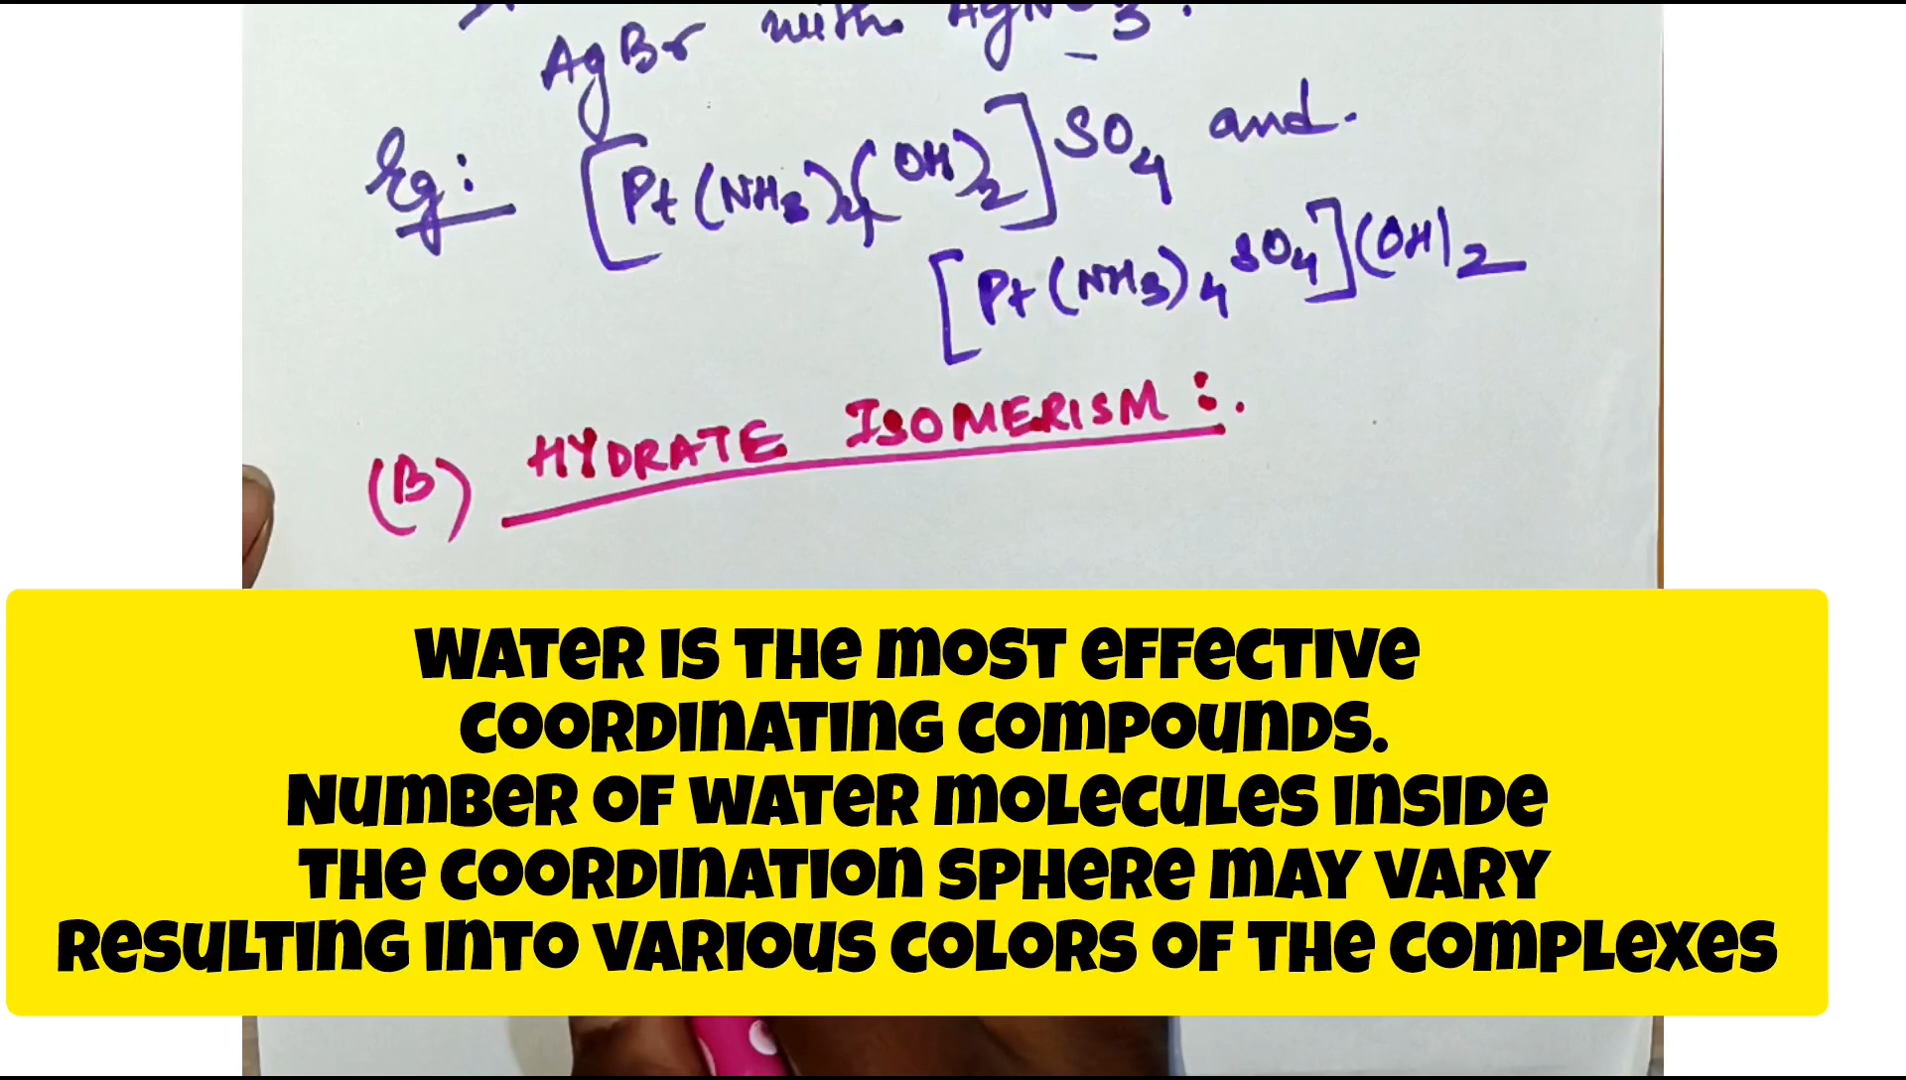 AgBr with AgNO3.
Eg: [Pt(NH3)4(OH)2]SO4 and.
[Pt(NH3)4SO4](OH)2
(B) HYDRATE ISOMERISM :.
WATER IS THE MOST EFFECTIVE
COORDINATING COMPOUNDS.
NUMBER OF WATER MOLECULES INSIDE
THE COORDINATION SPHERE MAY VARY
RESULTING INTO VARIOUS COLORS OF THE COMPLEXES